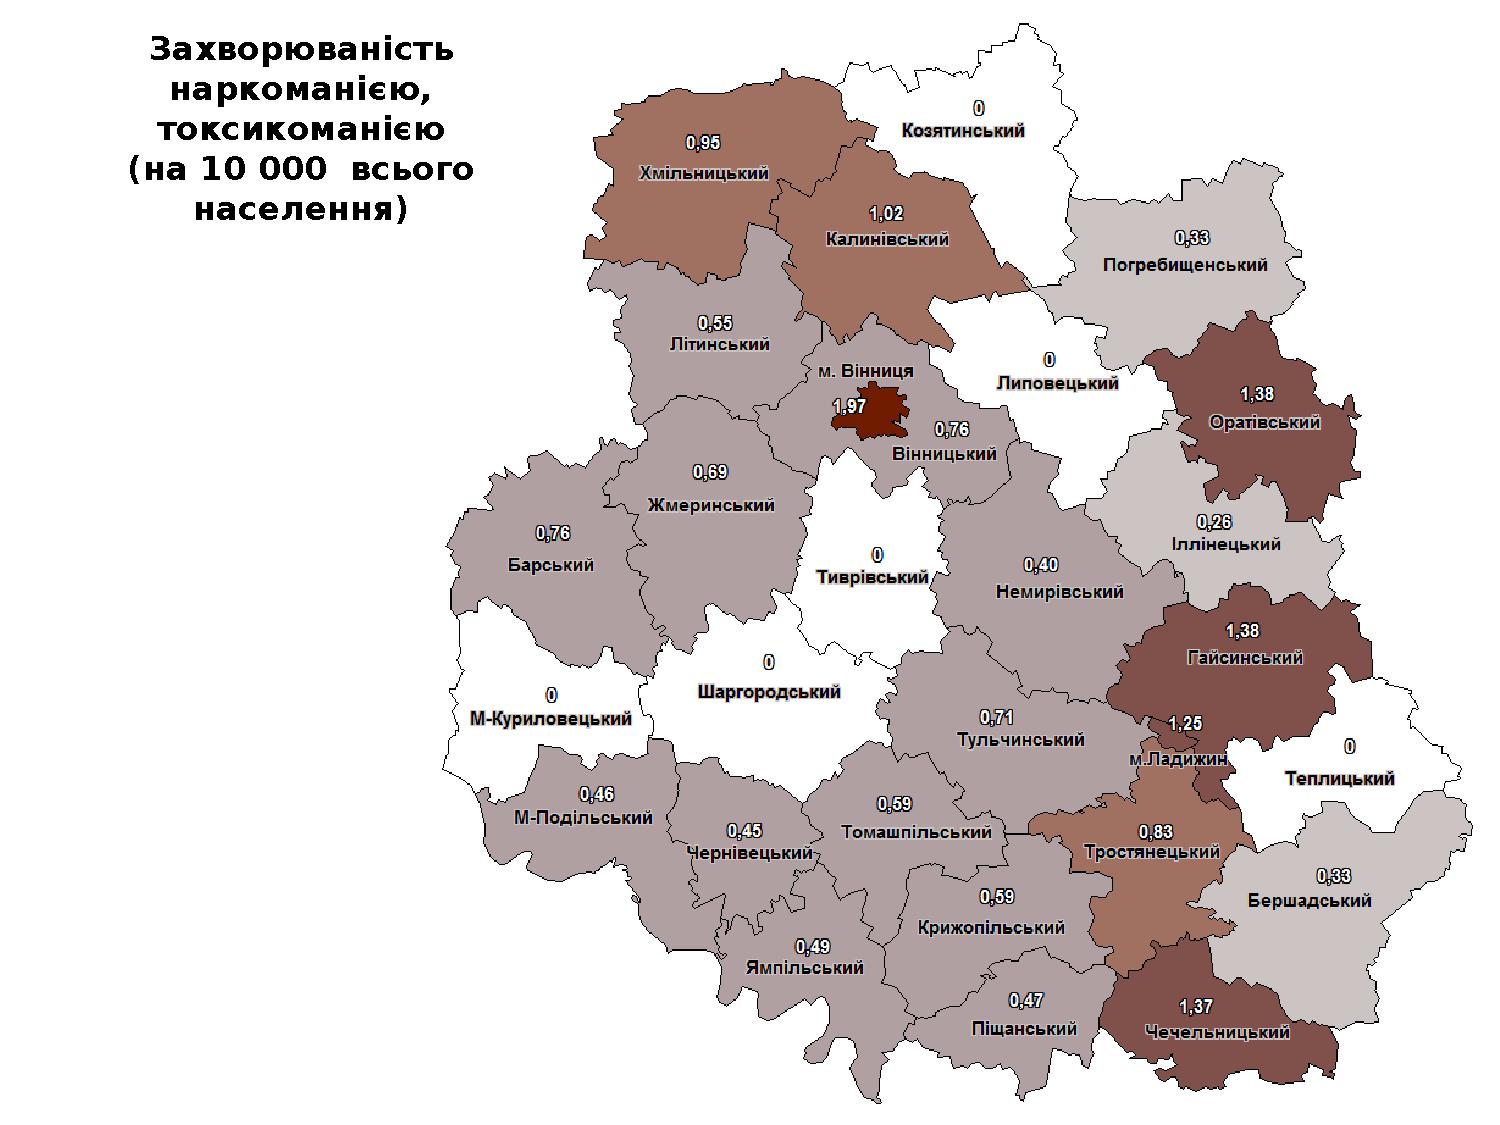 Захворюваність
наркоманією,
токсикоманією
(на 10 000 всього
населення)
0
Козятинський
0,95
Хмільницький
1,02
Калинівський
0,33
Погребищенський
0,55
Літинський
0
Липовецький
м. Вінниця
1,97
1,38
Оратівський
0,76
Вінницький
0,69
Жмеринський
0,76
Барський
0,26
Іллінецький
0
Тиврівський
0,40
Немирівський
1,38
Гайсинський
0
Шаргородський
0
М-Куриловецький
0,71
Тульчинський
1,25
м.Ладижин
0
Теплицький
0,46
М-Подільський
0,59
Томашпільський
0,45
Чернівецький
0,83
Тростянецький
0,33
Бершадський
0,59
Крижопільський
0,49
Ямпільський
0,47
Піщанський
1,37
Чечельницький